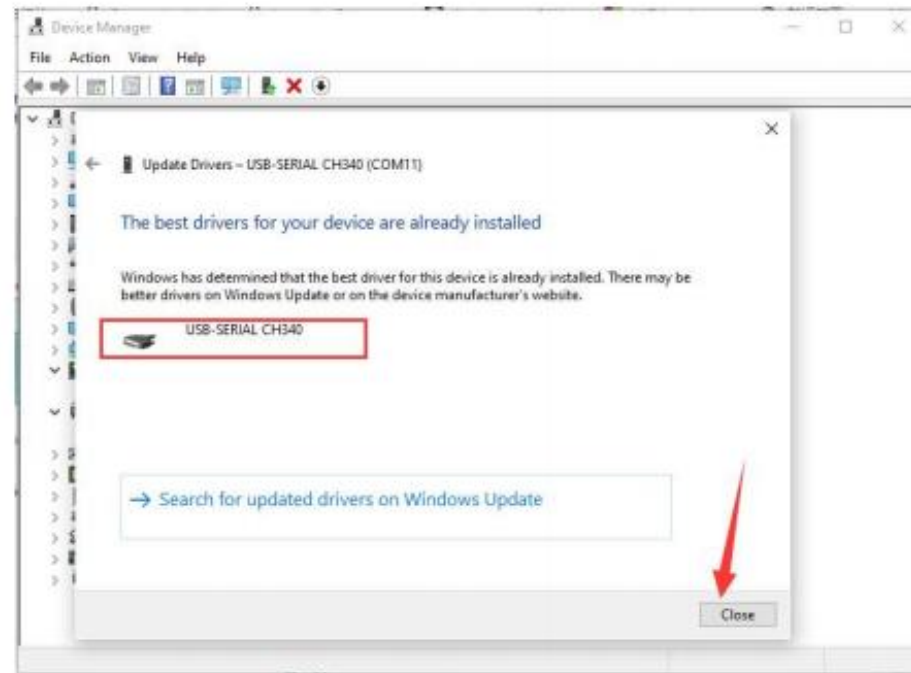 Device Manager
File Action View Help
Update Drivers – USB-SERIAL CH340 (COM11)
The best drivers for your device are already installed
Windows has determined that the best driver for this device is already installed. There may be
better drivers on Windows Update or on the device manufacturer's website.
USB-SERIAL CH340
Search for updated drivers on Windows Update
Close